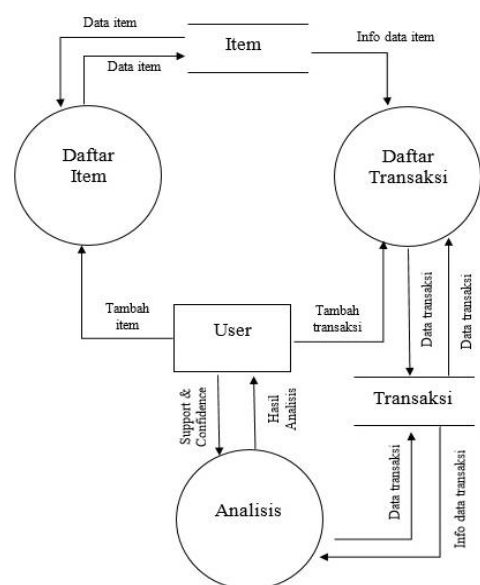 Data item
Item
Info data item
Data item
Daftar
Item
Daftar
Transaksi
Tambah
item
User
Tambah
transaksi
Data transaksi
Data transaksi
Support &
Confidence
Hasil
Analisis
Transaksi
Analisis
Data transaksi
Info data transaksi